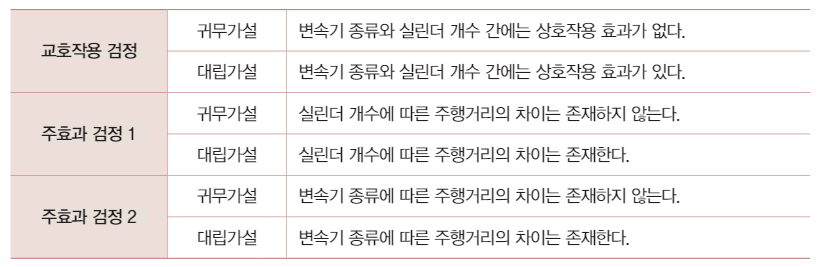 교호작용 검정
귀무가설 변속기 종류와 실린더 개수 간에는 상호작용 효과가 없다.
대립가설 변속기 종류와 실린더 개수 간에는 상호작용 효과가 있다.
주효과 검정 1
귀무가설 실린더 개수에 따른 주행거리의 차이는 존재하지 않는다.
대립가설 실린더 개수에 따른 주행거리의 차이는 존재한다.
주효과 검정 2
귀무가설 변속기 종류에 따른 주행거리의 차이는 존재하지 않는다.
대립가설 변속기 종류에 따른 주행거리의 차이는 존재한다.